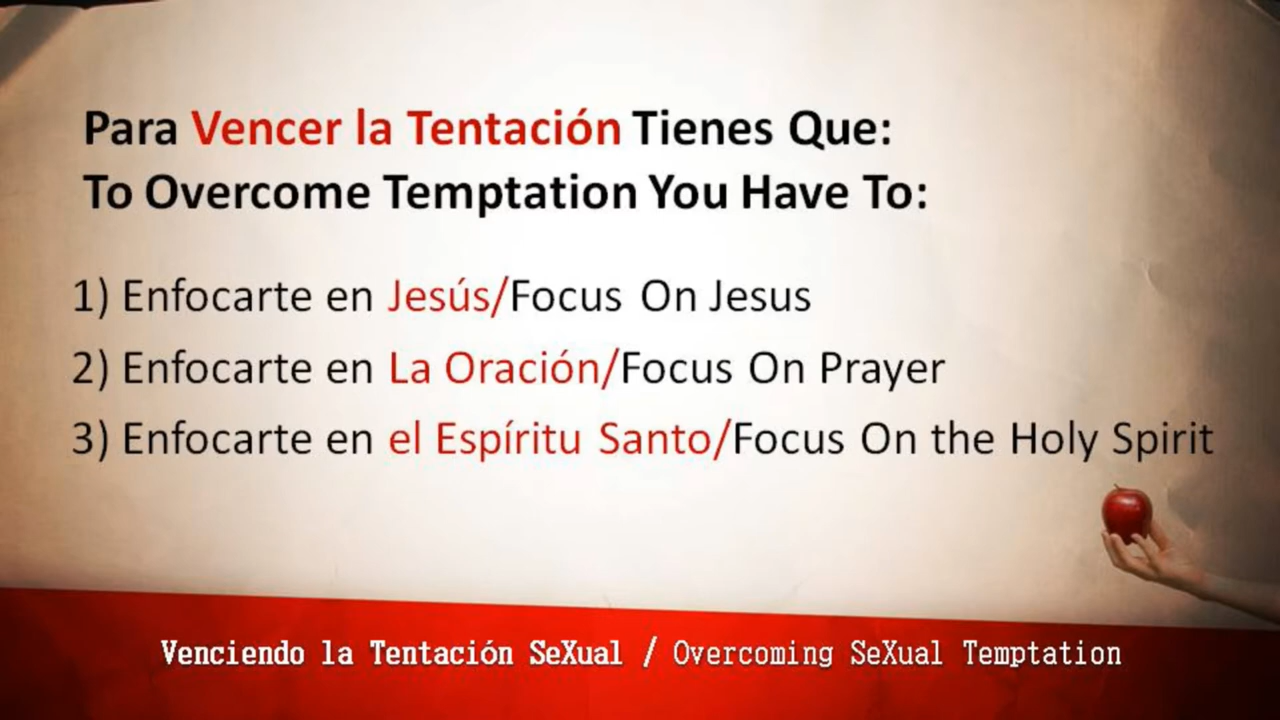 Para Vencer la Tentación Tienes Que:
To Overcome Temptation You Have To:
1) Enfocarte en Jesús/Focus On Jesus
2) Enfocarte en La Oración/Focus On Prayer
3) Enfocarte en el Espíritu Santo/Focus On the Holy Spirit
Venciendo la Tentación SeXual / Overcoming SeXual Temptation